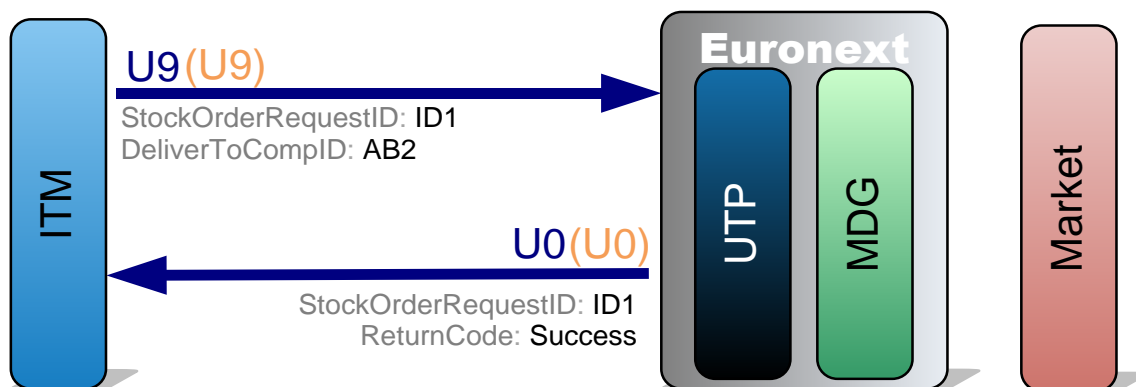 Euronext
U9(U9)
StockOrderRequestID: ID1
DeliverToCompID: AB2
ITM
UTP
MDG
Market
U0(U0)
StockOrderRequestID: ID1
ReturnCode: Success